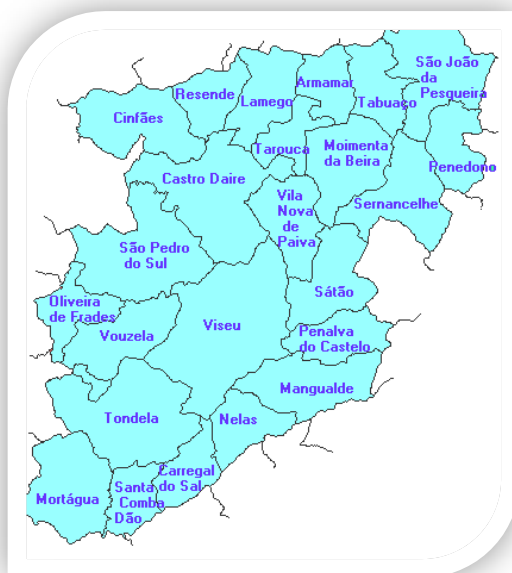 São João
da
Pesqueira
Resende
Armamar
Lamego
Tabuaço
Cinfães
Tarouca
Moimenta
da Beira
Penedono
Castro Daire
Vila
Nova
de
Paiva
Sernancelhe
São Pedro
do Sul
Sátão
Oliveira
de Frades
Vouzela
Viseu
Penalva
do Castelo
Mangualde
Tondela
Nelas
Carregal
do Sal
Santa
Comba
Dão
Mortágua